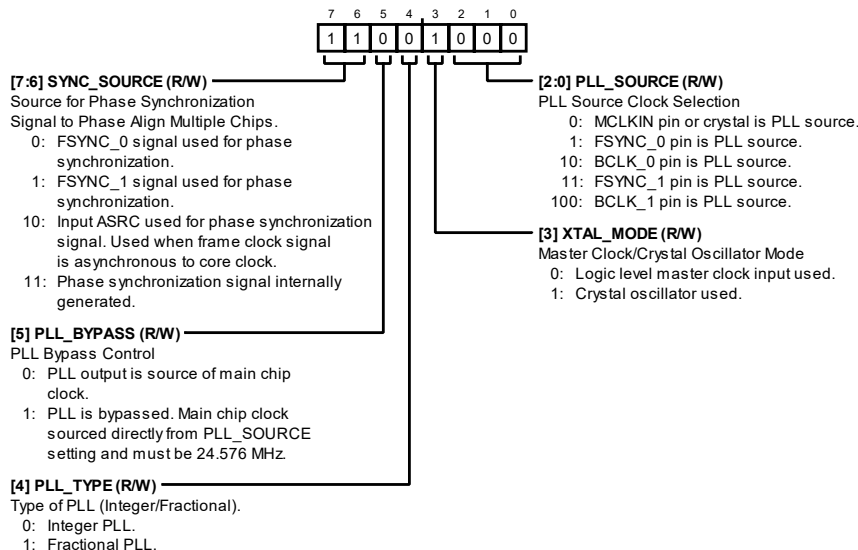 7 6 5 4 3 2 1 0
1 1 0 0 1 0 0 0
[7:6] SYNC_SOURCE (R/W)
Source for Phase Synchronization
Signal to Phase Align Multiple Chips.
0: FSYNC_0 signal used for phase
synchronization.
1: FSYNC_1 signal used for phase
synchronization.
10: Input ASRC used for phase synchronization
signal. Used when frame clock signal
is asynchronous to core clock.
11: Phase synchronization signal internally
generated.
[5] PLL_BYPASS (R/W)
PLL Bypass Control
0: PLL output is source of main chip
clock.
1: PLL is bypassed. Main chip clock
sourced directly from PLL_SOURCE
setting and must be 24.576 MHz.
[4] PLL_TYPE (R/W)
Type of PLL (Integer/Fractional).
0: Integer PLL.
1: Fractional PLL.
[2:0] PLL_SOURCE (R/W)
PLL Source Clock Selection
0: MCLKIN pin or crystal is PLL source.
1: FSYNC_0 pin is PLL source.
10: BCLK_0 pin is PLL source.
11: FSYNC_1 pin is PLL source.
100: BCLK_1 pin is PLL source.
[3] XTAL_MODE (R/W)
Master Clock/Crystal Oscillator Mode
0: Logic level master clock input used.
1: Crystal oscillator used.